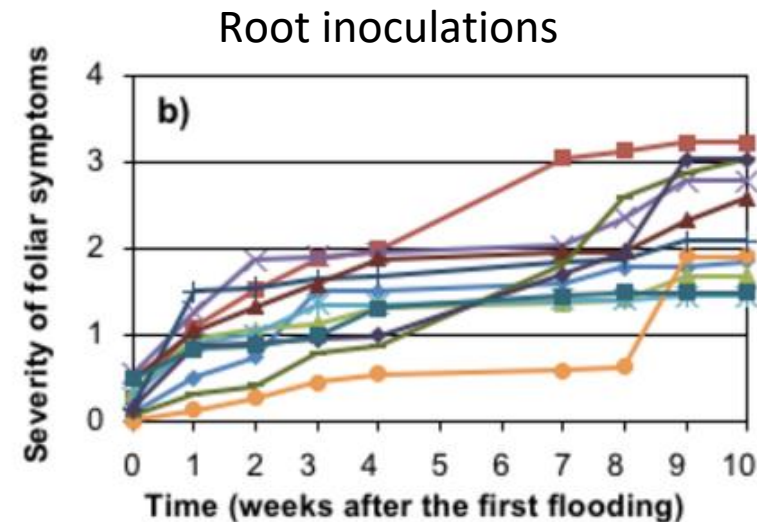 Root inoculations
b)
Severity of foliar symptoms
4
3
2
1
0
0 1 2 3 4 5 6 7 8 9 10
Time (weeks after the first flooding)